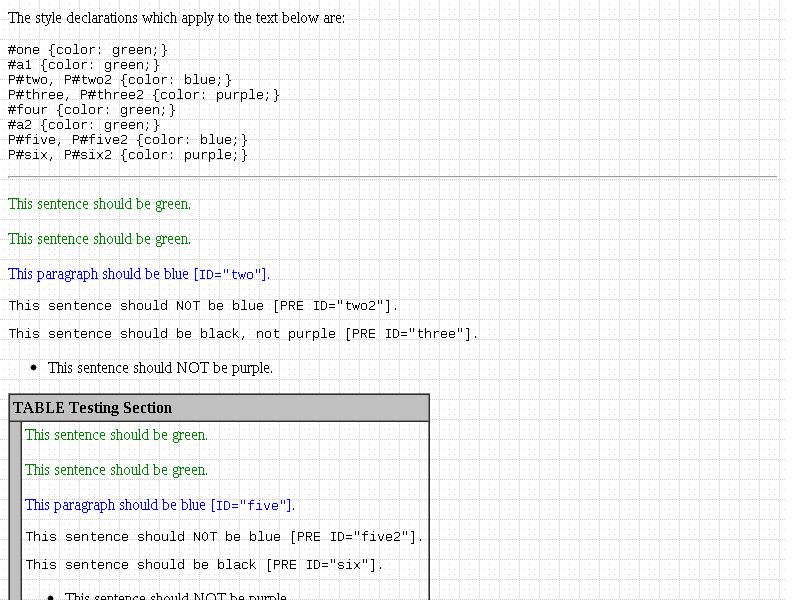 The style declarations which apply to the text below are:
#one {color: green;}
#a1 {color: green;}
P#two, P#two2 {color: blue;}
P#three, P#three2 {color: purple;}
#four {color: green;}
#a2 {color: green;}
P#five, P#five2 {color: blue;}
P#six, P#six2 {color: purple;}
This sentence should be green.
This sentence should be green.
This paragraph should be blue [ID="two"].
This sentence should NOT be blue [PRE ID="two2"].
This sentence should be black, not purple [PRE ID="three"].
• This sentence should NOT be purple.
TABLE Testing Section
This sentence should be green.
This sentence should be green.
This paragraph should be blue [ID="five"].
This sentence should NOT be blue [PRE ID="five2"].
This sentence should be black [PRE ID="six"].
• This sentence should NOT be purple.